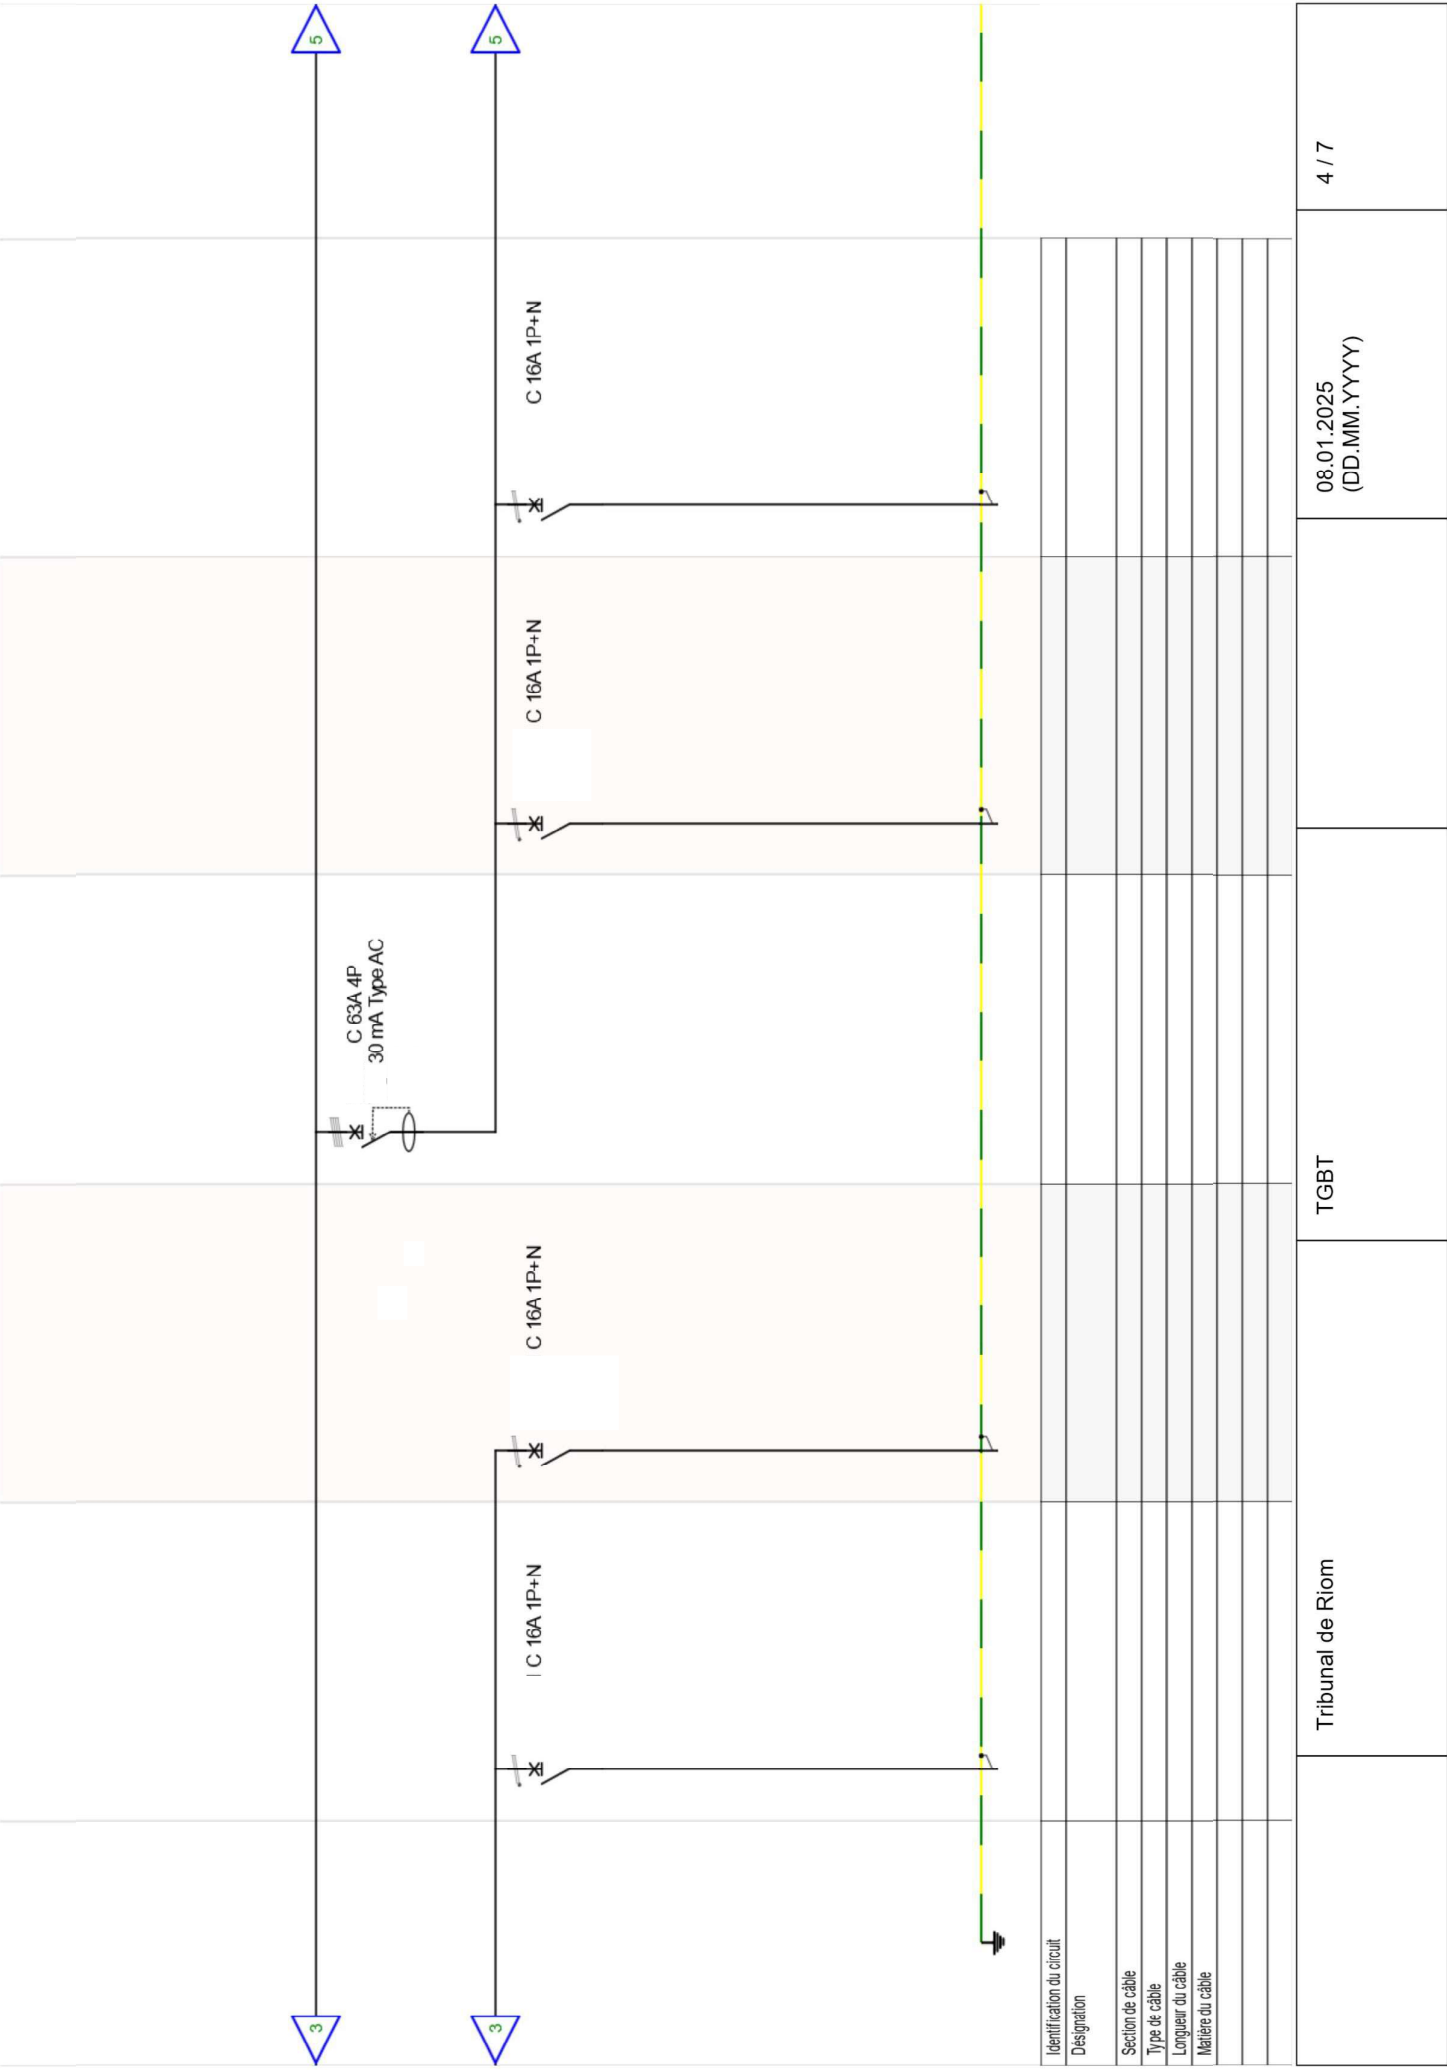 3
5
C 63A 4P
30 mA Type AC
3
5
C 16A 1P+N
C 16A 1P+N
C 16A 1P+N
C 16A 1P+N
Identification du circuit
Désignation
Section de câble
Type de câble
Longueur du câble
Matière du câble
Tribunal de Riom
TGBT
08.01.2025
(DD.MM.YYYY)
4 / 7